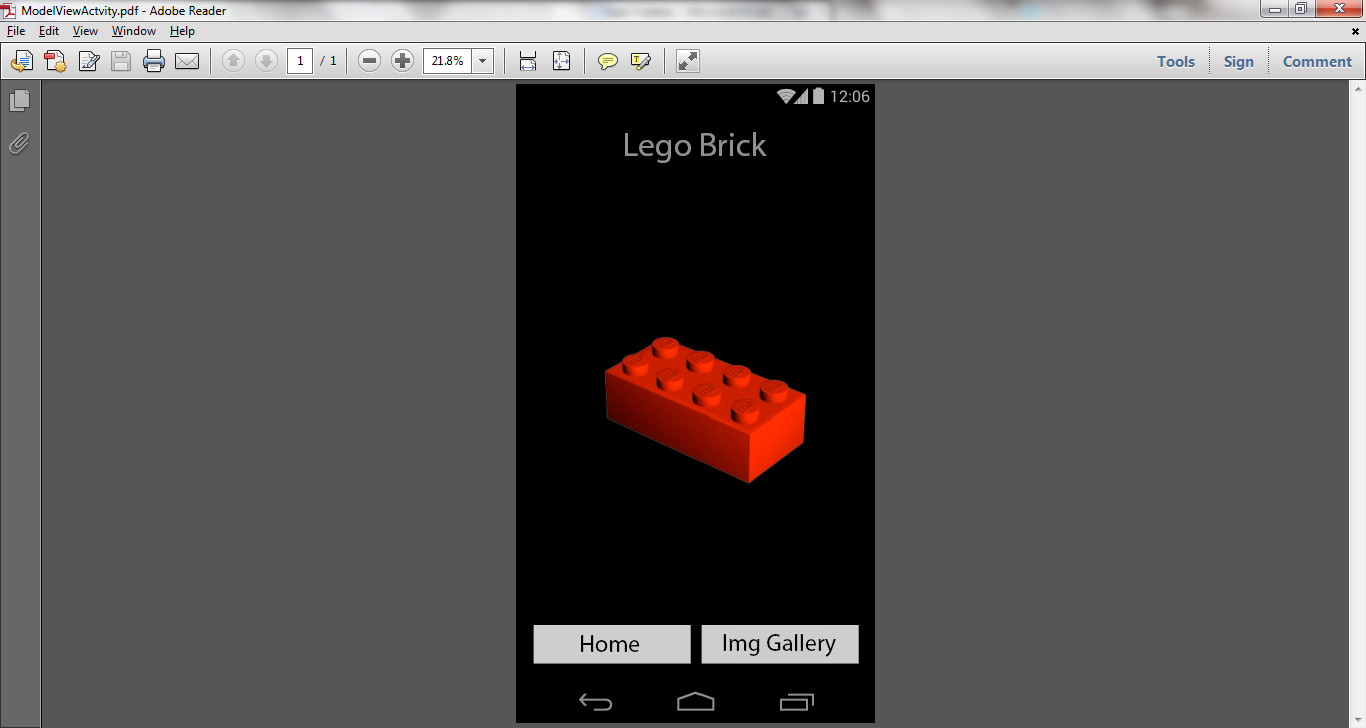 ModelViewActvity.pdf - Adobe Reader
File Edit View Window Help
1 / 1 21.8% Tools Sign Comment
12:06
Lego Brick
Home Img Gallery